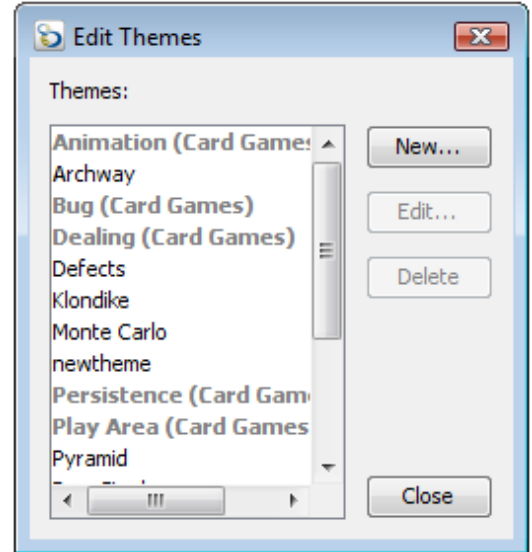 Edit Themes
Themes:
Animation (Card Games
Archway
Bug (Card Games)
Dealing (Card Games)
Defects
Klondike
Monte Carlo
newtheme
Persistence (Card Gam
Play Area (Card Games
Pyramid
New...
Edit...
Delete
Close